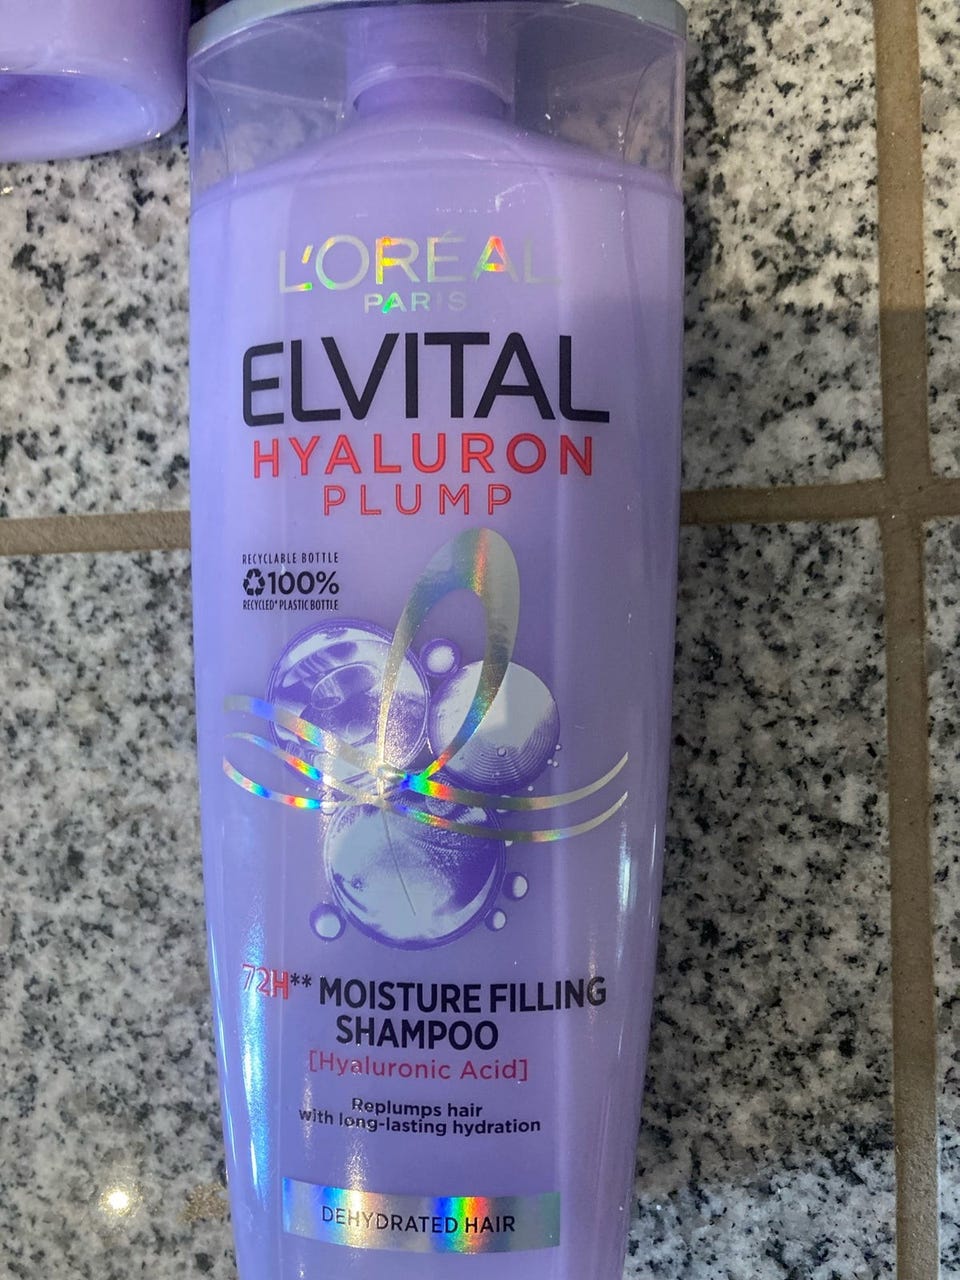 L'ORÉAL
PARIS
ELVITAL
HYALURON
PLUMP
RECYCLABLE BOTTLE
100%
RECYCLED* PLASTIC BOTTLE
72H** MOISTURE FILLING
SHAMPOO
[Hyaluronic Acid]
Replumps hair
with long-lasting hydration
DEHYDRATED HAIR